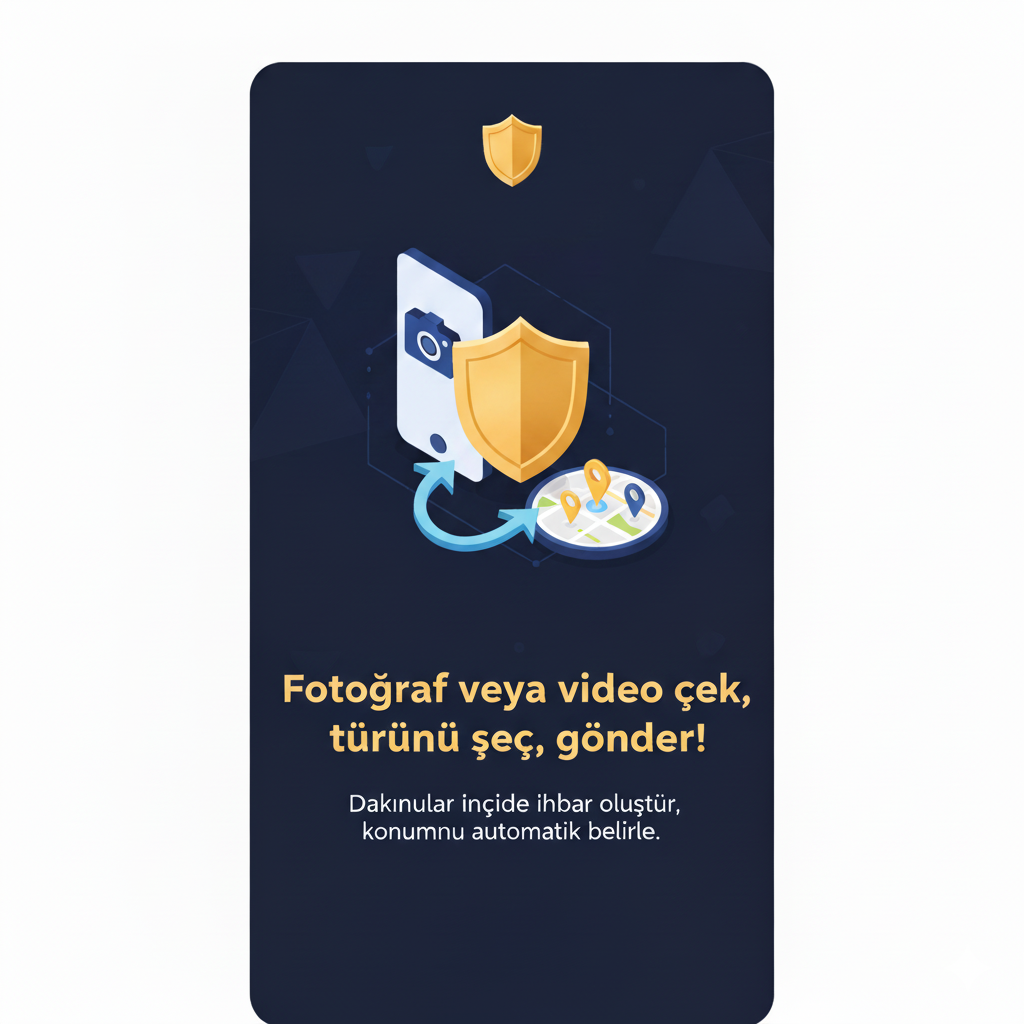 Fotoğraf veya video çek,
türünü şeç, gönder!
Dakınular inçide ihbar oluştür,
konumnu automatik belirle.